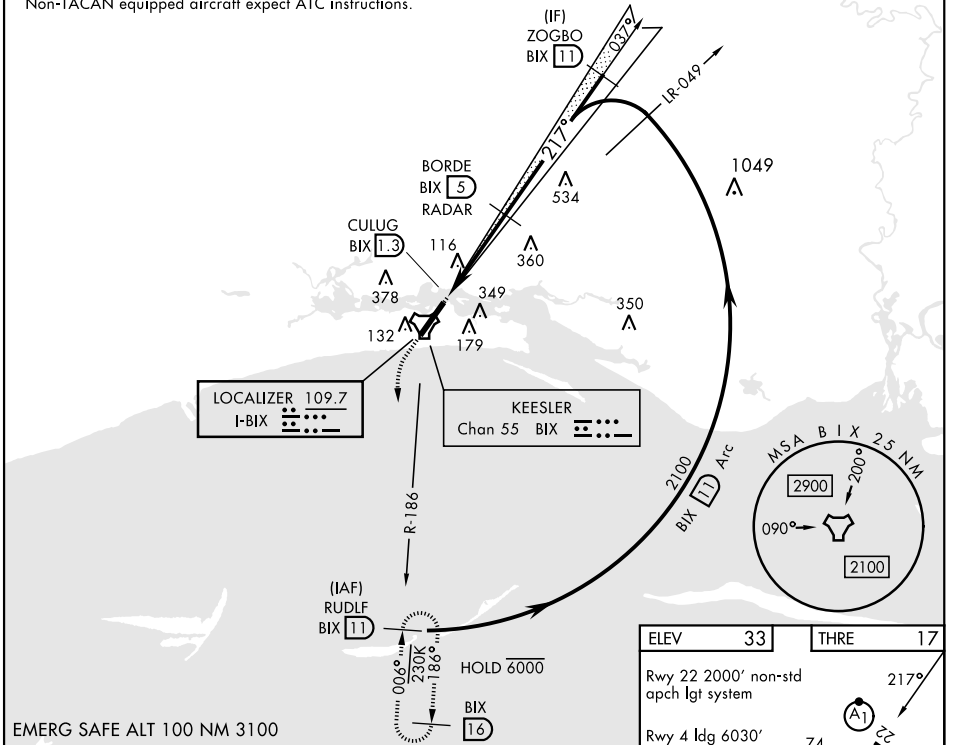 Non-TACAN equipped aircraft expect ATC instructions.
(IF)
ZOGBO
BIX 11
037°
LR-049
217°
BORDE
BIX 5
RADAR
534
1049
CULUG
BIX 1.3
116
360
378
349
350
132
179
LOCALIZER 109.7
I-BIX
KEESLER
Chan 55 BIX
MSA BIX 25 NM
200°
2900
090°
2100
2100
BIX 11 Arc
R-186
(IAF)
RUDLF
BIX 11
006°
230K
186°
HOLD 6000
BIX
16
EMERG SAFE ALT 100 NM 3100
ELEV 33
THRE 17
Rwy 22 2000' non-std
apch lgt system
217°
A1
22
Rwy 4 ldg 6030'